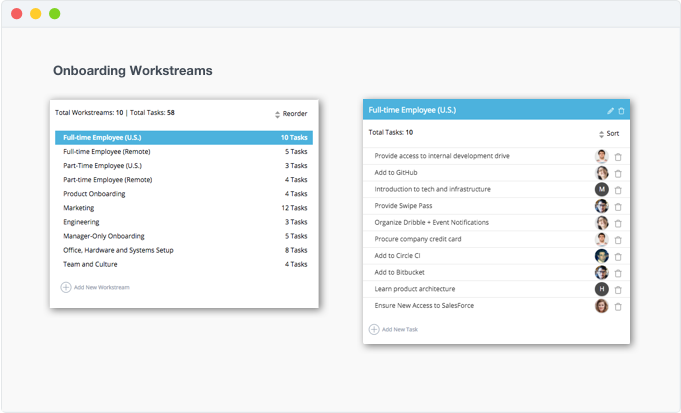 Onboarding Workstreams
Total Workstreams: 10 | Total Tasks: 58
Reorder
Full-time Employee (U.S.) 10 Tasks
Full-time Employee (Remote) 5 Tasks
Part-Time Employee (U.S.) 3 Tasks
Part-time Employee (Remote) 4 Tasks
Product Onboarding 4 Tasks
Marketing 12 Tasks
Engineering 3 Tasks
Manager-Only Onboarding 5 Tasks
Office, Hardware and Systems Setup 8 Tasks
Team and Culture 4 Tasks
Add New Workstream
Full-time Employee (U.S.)
Total Tasks: 10
Sort
Provide access to internal development drive
Add to GitHub
Introduction to tech and infrastructure M
Provide Swipe Pass
Organize Dribble + Event Notifications
Procure company credit card
Add to Circle CI
Add to Bitbucket
Learn product architecture H
Ensure New Access to SalesForce
Add New Task